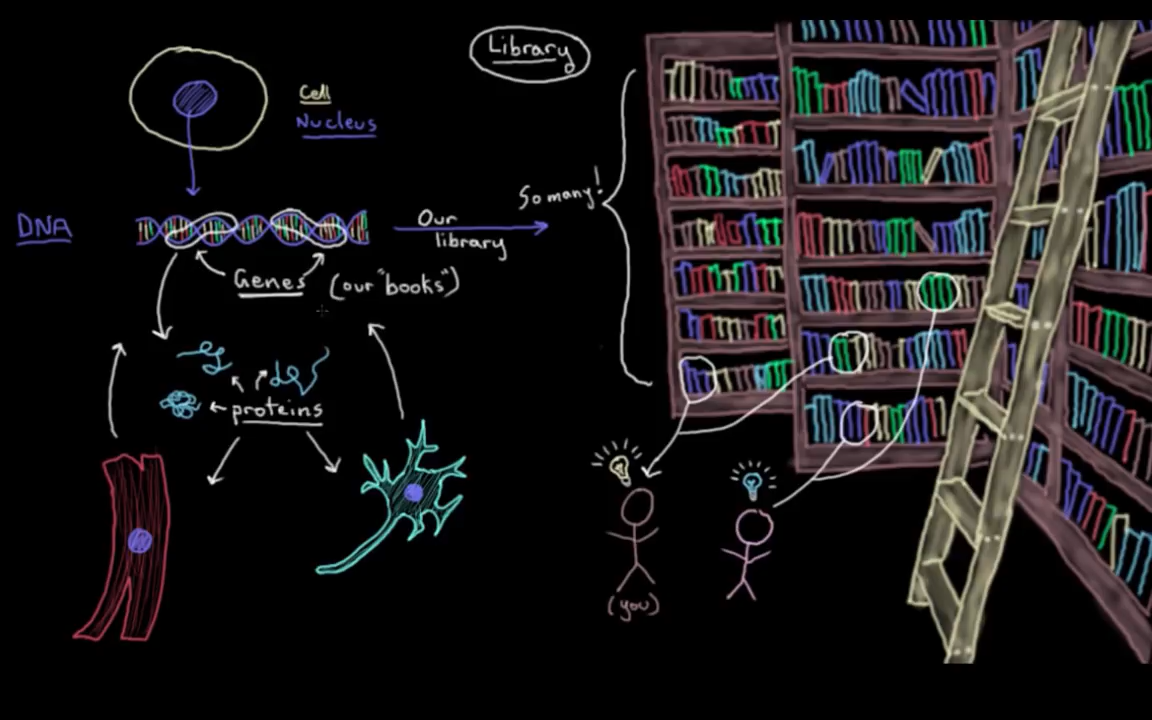 Library
Cell
Nucleus
So many!
DNA
Our
library
Genes (our "books")
proteins
(you)